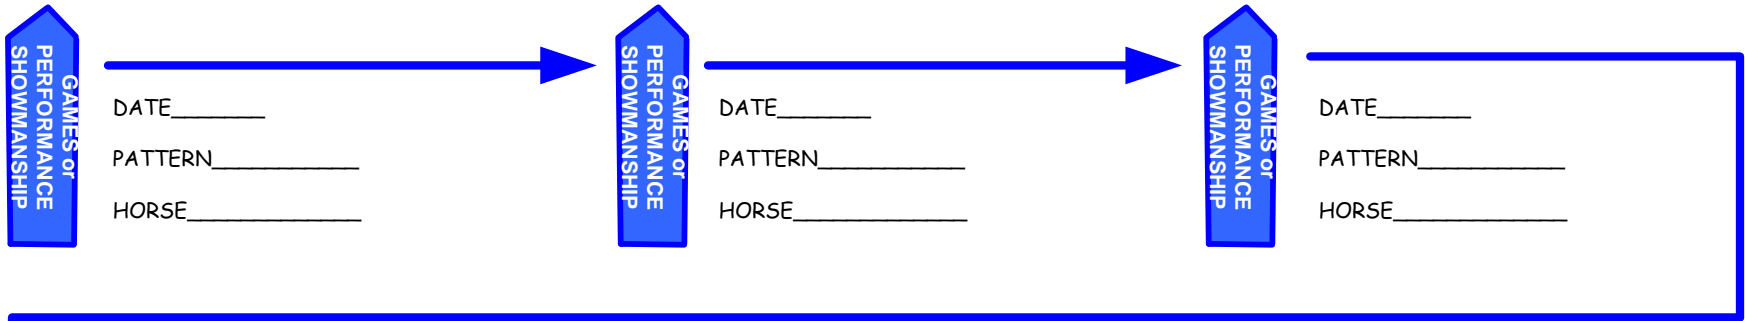 GAMES or
PERFORMANCE
SHOWMANSHIP
DATE_______
PATTERN___________
HORSE_____________
GAMES or
PERFORMANCE
SHOWMANSHIP
DATE_______
PATTERN___________
HORSE_____________
GAMES or
PERFORMANCE
SHOWMANSHIP
DATE_______
PATTERN___________
HORSE_____________